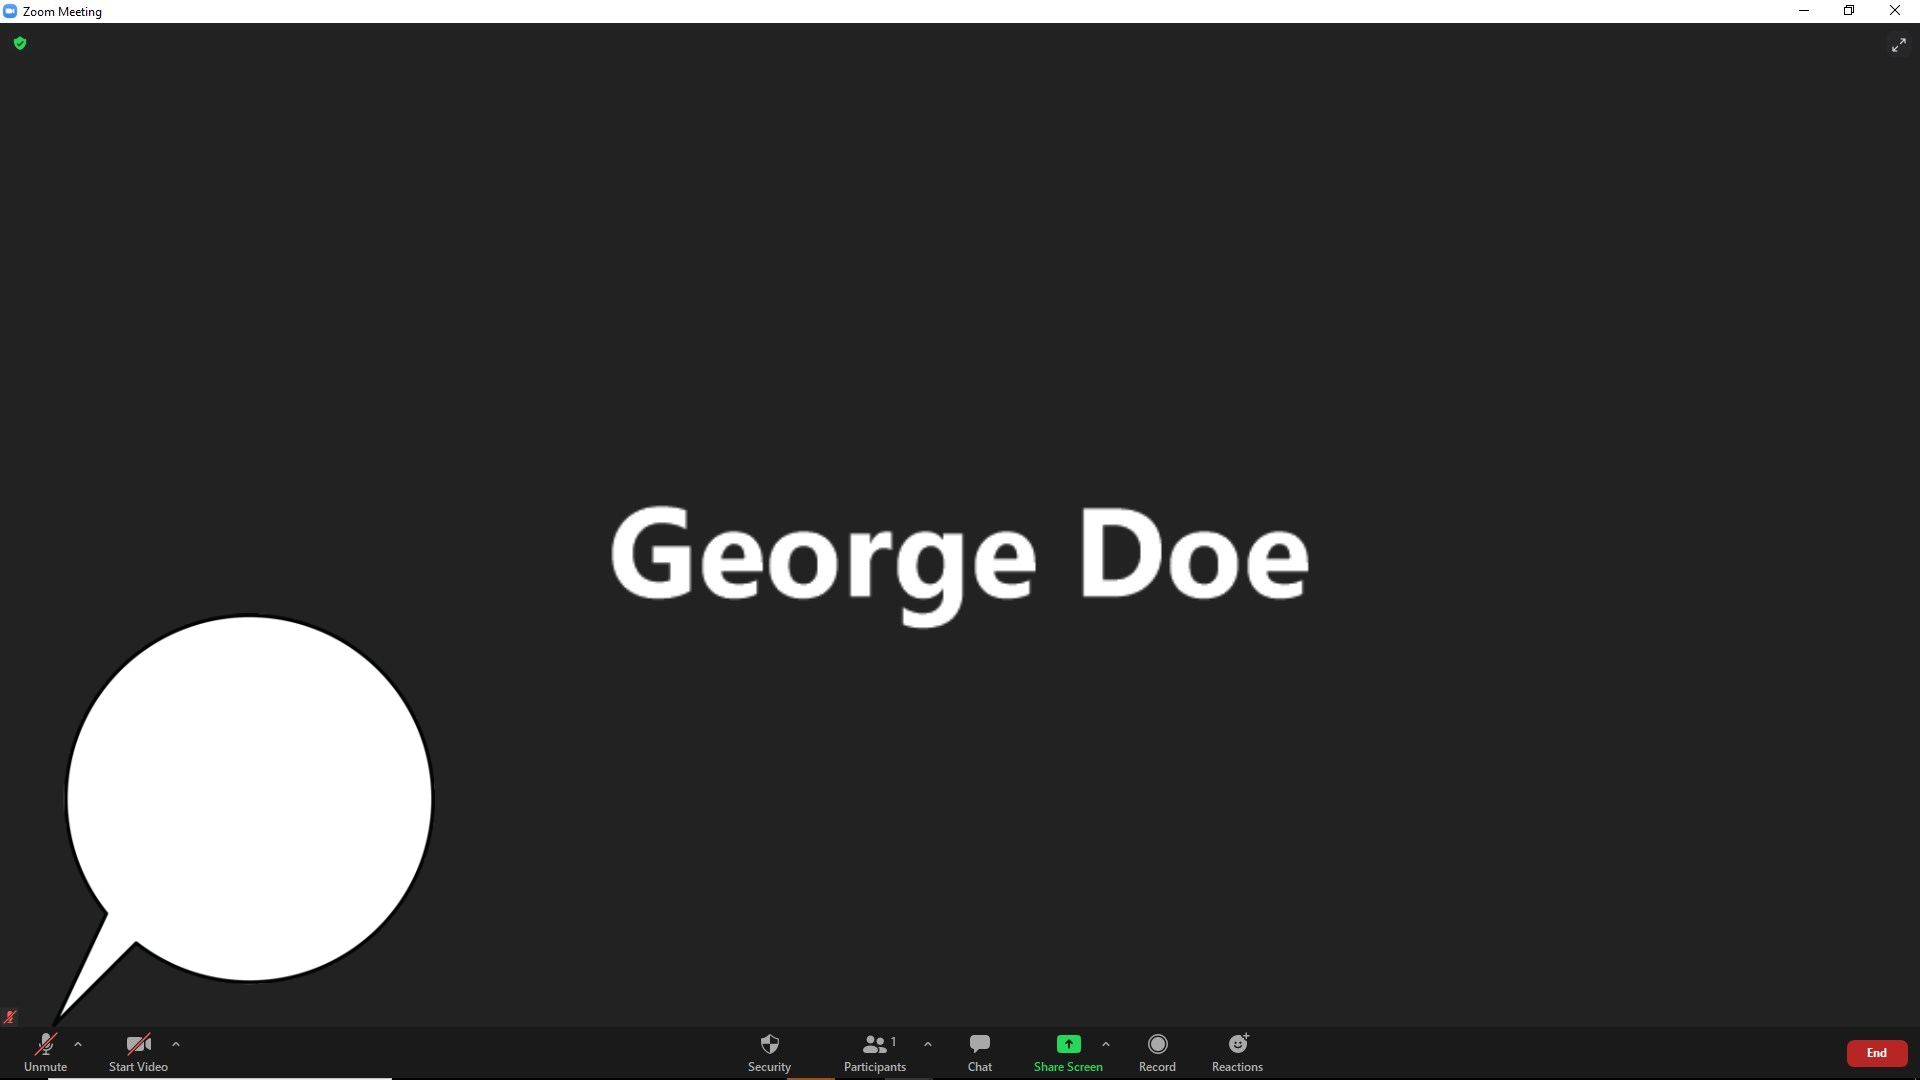 Zoom Meeting
George Doe
Unmute
Start Video
Security
Participants
1
Chat
Share Screen
Record
Reactions
End